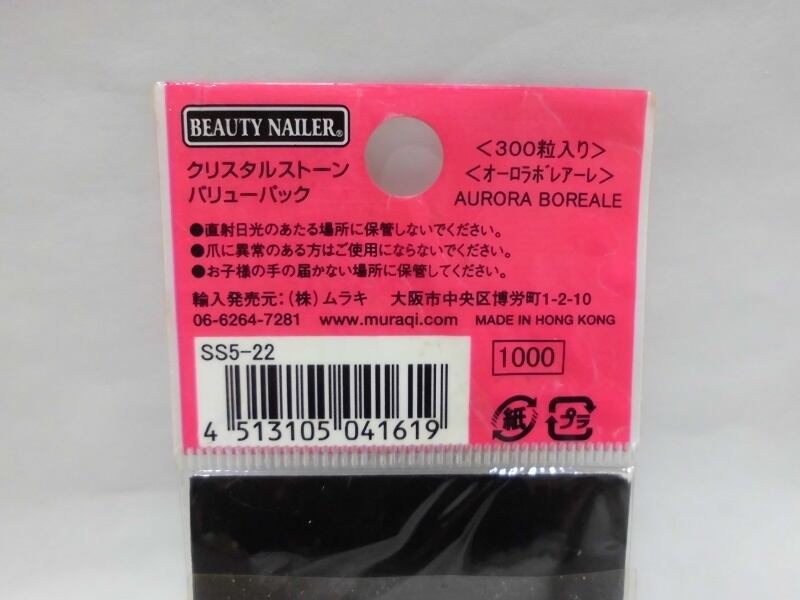 BEAUTY NAILER®
クリスタルストーン
バリューパック
<300粒入り>
<オーロラボレアーレ>
AURORA BOREALE
●直射日光のあたる場所に保管しないでください。
●爪に異常のある方はご使用にならないでください。
●お子様の手の届かない場所に保管してください。
輸入発売元:(株)ムラキ 大阪市中央区博労町1-2-10
06-6264-7281 www.muraqi.com MADE IN HONG KONG
SS5-22
1000
4 513105 041619
紙 プラ